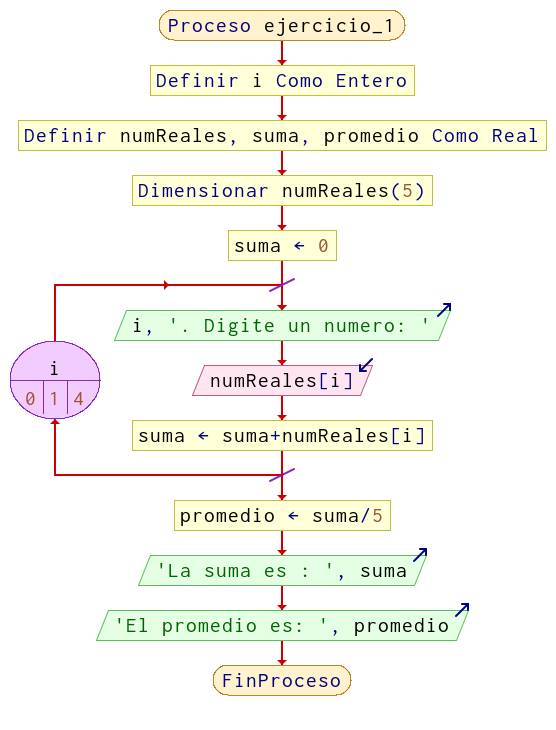 Proceso ejercicio_1
Definir i Como Entero
Definir numReales, suma, promedio Como Real
Dimensionar numReales(5)
suma ← 0
i, '. Digite un numero: '
i
0 1 4
numReales[i]
suma ← suma+numReales[i]
promedio ← suma/5
'La suma es : ', suma
'El promedio es: ', promedio
FinProceso